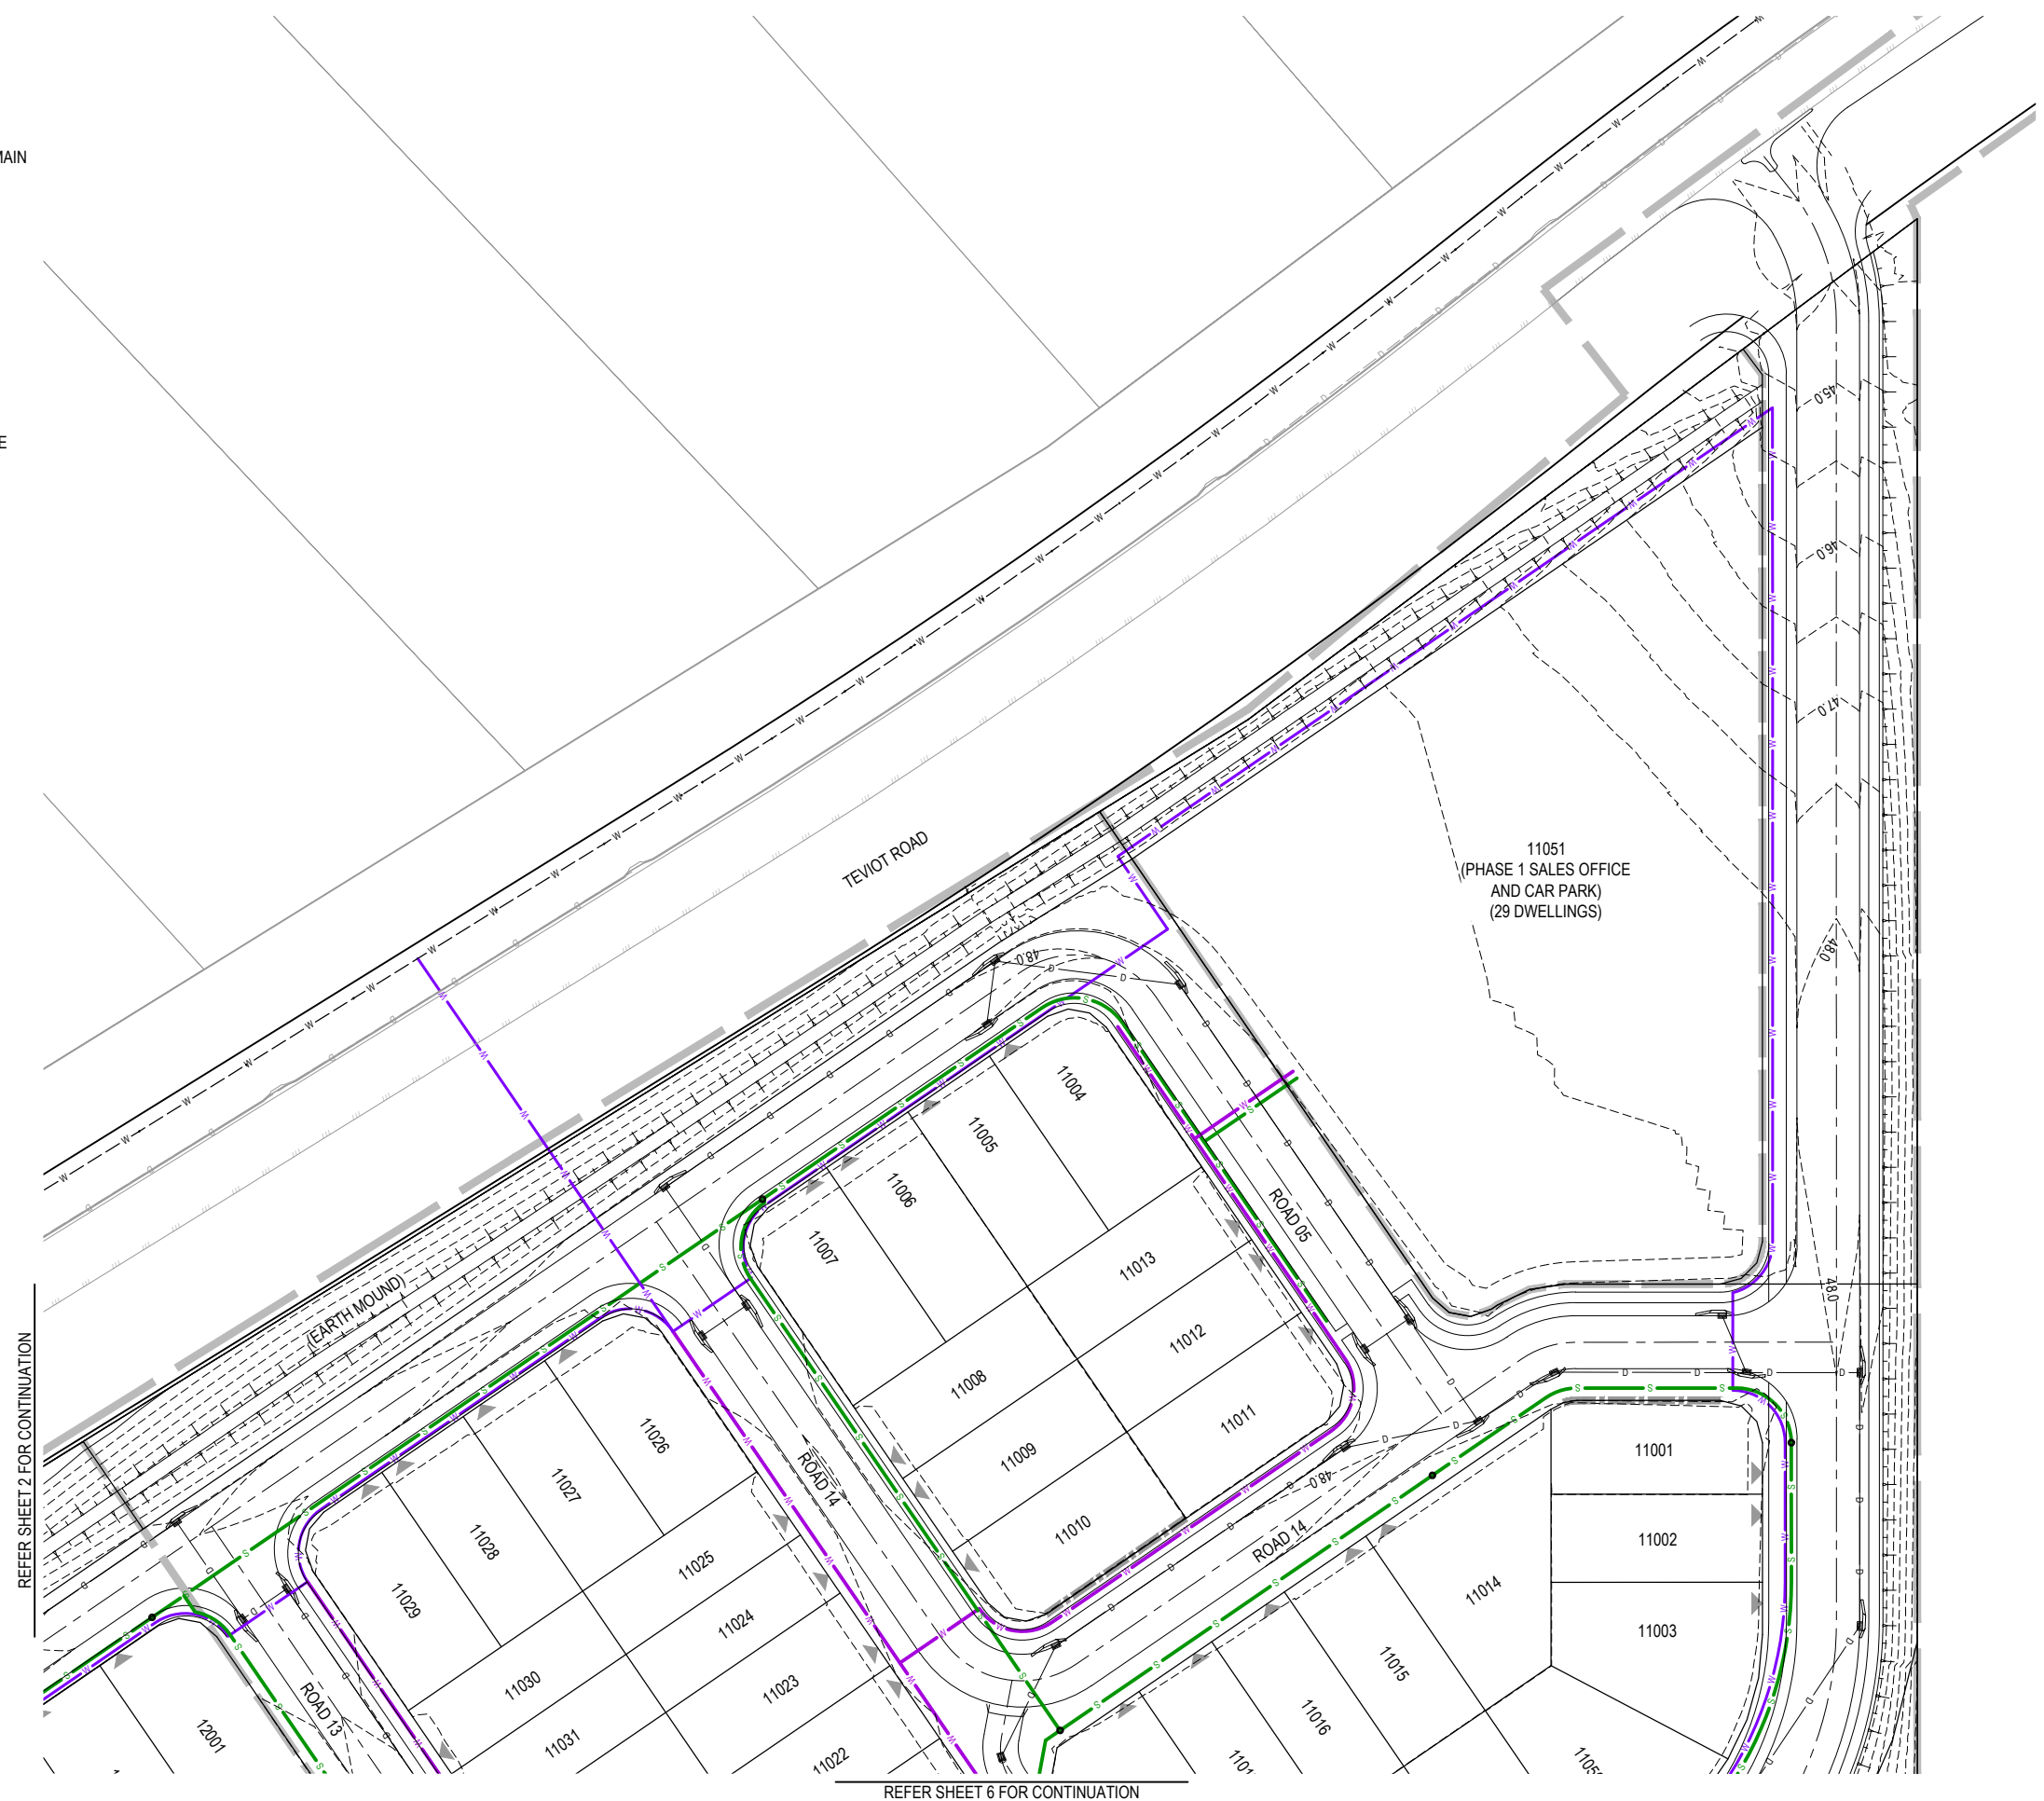 MAIN
E
TEVIOT ROAD
11051
(PHASE 1 SALES OFFICE
AND CAR PARK)
(29 DWELLINGS)
45.0
46.0
47.0
48.0
48.0
48.0
48.0
(EARTH MOUND)
ROAD 05
ROAD 14
ROAD 14
ROAD 13
11004
11005
11006
11007
11013
11012
11011
11008
11009
11010
11026
11027
11028
11029
11025
11024
11023
11022
11030
11031
12001
11001
11002
11003
11014
11015
11016
REFER SHEET 2 FOR CONTINUATION
REFER SHEET 6 FOR CONTINUATION